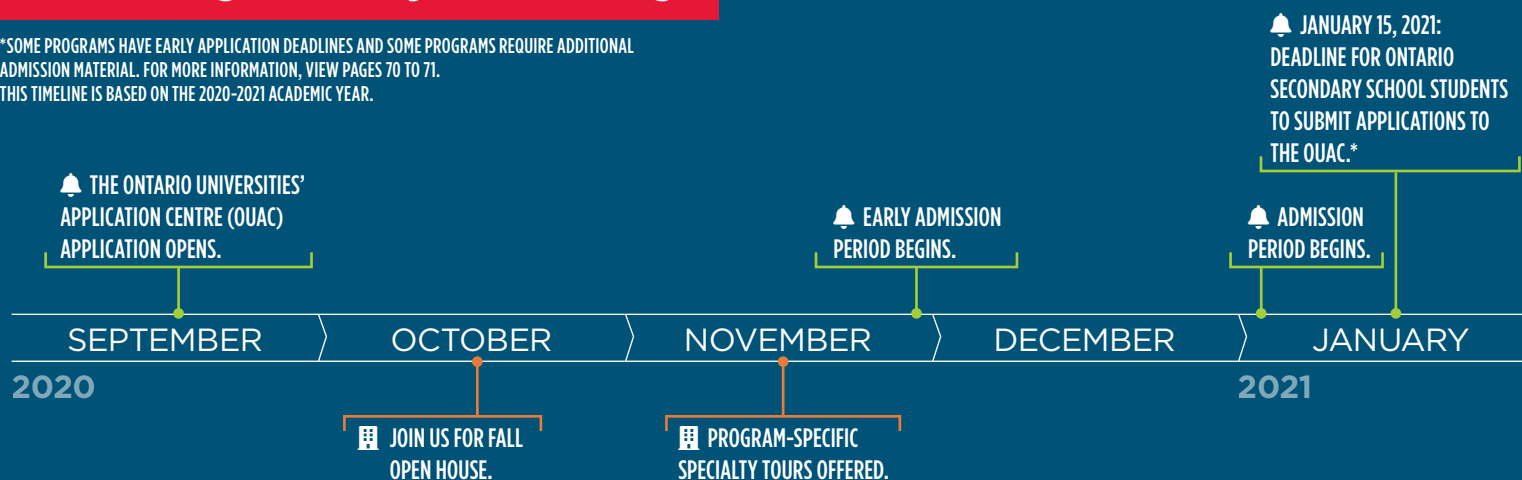 *SOME PROGRAMS HAVE EARLY APPLICATION DEADLINES AND SOME PROGRAMS REQUIRE ADDITIONAL
ADMISSION MATERIAL. FOR MORE INFORMATION, VIEW PAGES 70 TO 71.
THIS TIMELINE IS BASED ON THE 2020-2021 ACADEMIC YEAR.
JANUARY 15, 2021:
DEADLINE FOR ONTARIO
SECONDARY SCHOOL STUDENTS
TO SUBMIT APPLICATIONS TO
THE OUAC.*
THE ONTARIO UNIVERSITIES’
APPLICATION CENTRE (OUAC)
APPLICATION OPENS.
EARLY ADMISSION
PERIOD BEGINS.
ADMISSION
PERIOD BEGINS.
SEPTEMBER
OCTOBER
NOVEMBER
DECEMBER
JANUARY
2020
2021
JOIN US FOR FALL
OPEN HOUSE.
PROGRAM-SPECIFIC
SPECIALTY TOURS OFFERED.